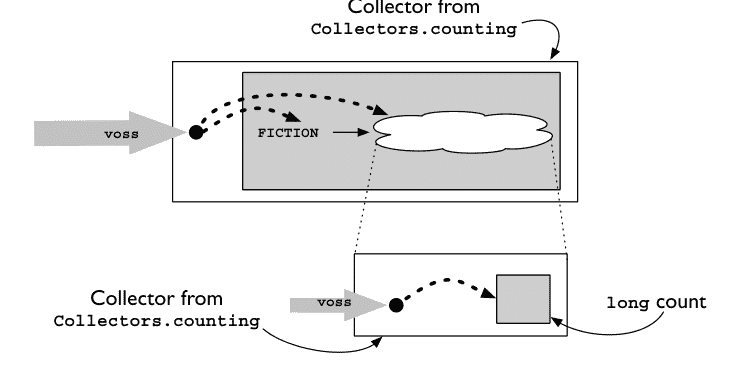 Collector from
Collectors.counting
voss
FICTION
voss
Collector from
Collectors.counting
long count